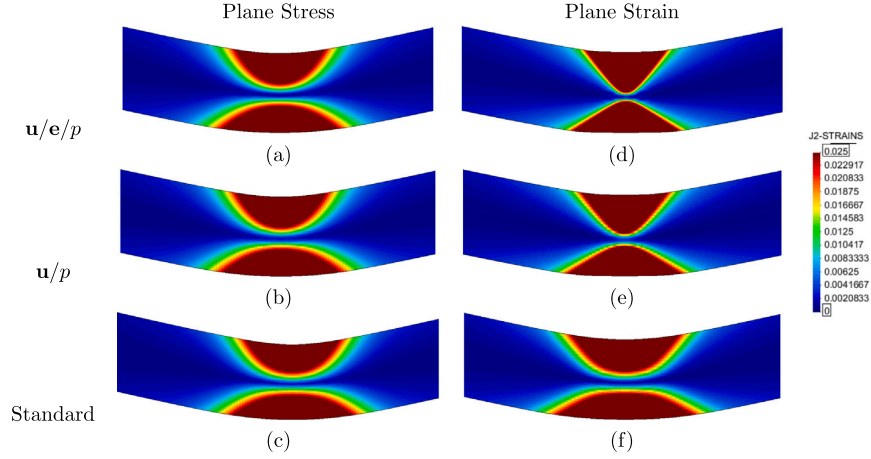 Plane Stress
Plane Strain
u/e/p
(a)
(d)
u/p
(b)
(e)
Standard
(c)
(f)
J2-STRAINS
0.025
0.022917
0.020833
0.01875
0.016667
0.014583
0.0125
0.010417
0.0083333
0.00625
0.0041667
0.0020833
0